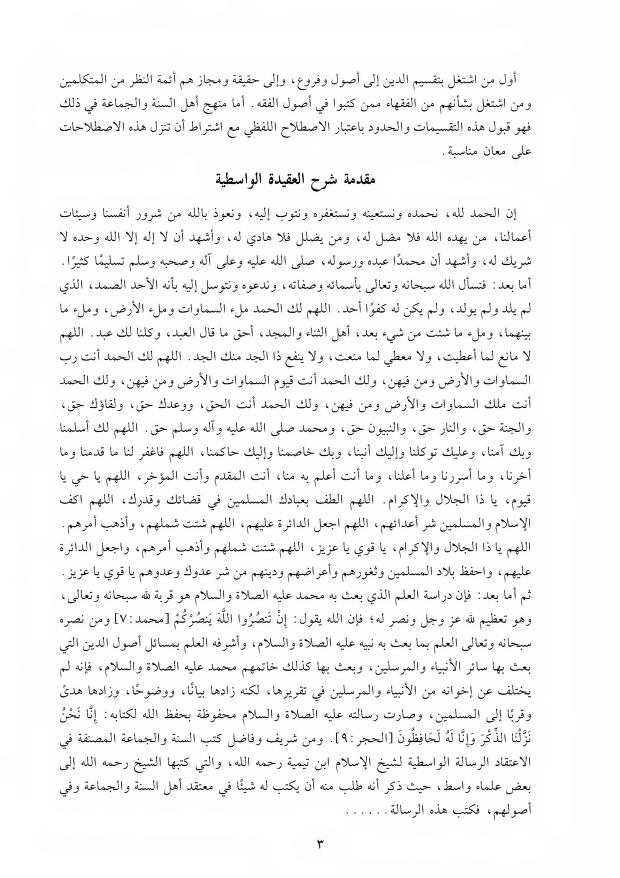 أول من اشتغل بتقسيم الدين إلى أصول وفروع، وإلى حقيقة ومجاز هم أئمة النظر من المتكلمين
ومن اشتغل بشأنهم من الفقهاء ممن كتبوا في أصول الفقه. أما منهج أهل السنة والجماعة في ذلك
فهو قبول هذه التقسيمات والحدود باعتبار الاصطلاح اللفظي مع اشتراط أن تنزل هذه الاصطلاحات
على معان مناسبة.
مقدمة شرح العقيدة الواسطية
إن الحمد لله، نحمده ونستعينه ونستغفره ونتوب إليه، ونعوذ بالله من شرور أنفسنا وسيئات
أعمالنا، من يهده الله فلا مضل له، ومن يضلل فلا هادي له، وأشهد أن لا إله إلا الله وحده لا
شريك له، وأشهد أن محمدًا عبده ورسوله، صلى الله عليه وعلى آله وصحبه وسلم تسليمًا كثيرًا.
أما بعد: فنسأل الله سبحانه وتعالى بأسمائه وصفاته، وندعوه ونتوسل إليه بأنه الأحد الصمد، الذي
لم يلد ولم يولد، ولم يكن له كفوًا أحد. اللهم لك الحمد ملء السماوات وملء الأرض، وملء ما
بينهما، وملء ما شئت من شيء بعد، أهل الثناء والمجد، أحق ما قال العبد، وكلنا لك عبد. اللهم
لا مانع لما أعطيت، ولا معطي لما منعت، ولا ينفع ذا الجد منك الجد. اللهم لك الحمد أنت رب
السماوات والأرض ومن فيهن، ولك الحمد أنت قيوم السماوات والأرض ومن فيهن، ولك الحمد
أنت ملك السماوات والأرض ومن فيهن، ولك الحمد أنت الحق، ووعدك حق، ولقاؤك حق،
والجنة حق، والنار حق، والنبيون حق، ومحمد صلى الله عليه وآله وسلم حق. اللهم لك أسلمنا
وبك آمنا، وعليك توكلنا وإليك أنبنا، وبك خاصمنا وإليك حاكمنا، اللهم فاغفر لنا ما قدمنا وما
أخرنا، وما أسررنا وما أعلنا، وما أنت أعلم به منا، أنت المقدم وأنت المؤخر، اللهم يا حي يا
قيوم، يا ذا الجلال والإكرام. اللهم الطف بعبادك المسلمين في قضائك وقدرك، اللهم اكف
الإسلام والمسلمين شر أعدائهم، اللهم اجعل الدائرة عليهم، اللهم شتت شملهم، وأذهب أمرهم.
اللهم يا ذا الجلال والإكرام، يا قوي يا عزيز، اللهم شتت شملهم وأذهب أمرهم، واجعل الدائرة
عليهم، واحفظ بلاد المسلمين وثغورهم وأعراضهم ودينهم من شر عدوك وعدوهم يا قوي يا عزيز.
ثم أما بعد: فإن دراسة العلم الذي بعث به محمد عليه الصلاة والسلام هو قربة لله سبحانه وتعالى،
وهو تعظيم لله عز وجل ونصر له؛ فإن الله يقول: إِنْ تَنصُرُوا اللَّهَ يَنصُرْكُمْ [محمد:٧] ومن نصره
سبحانه وتعالى العلم بما بعث به نبيه عليه الصلاة والسلام، وأشرفه العلم بمسائل أصول الدين التي
بعث بها سائر الأنبياء والمرسلين، وبعث بها كذلك خاتمهم محمد عليه الصلاة والسلام، فإنه لم
يختلف عن إخوانه من الأنبياء والمرسلين في تقريرها، لكنه زادها بيانًا، ووضوحًا، وزادها هدىً
وقربًا إلى المسلمين، وصارت رسالته عليه الصلاة والسلام محفوظة بحفظ الله لكتابه: إِنَّا نَحْنُ
نَزَّلْنَا الذِّكْرَ وَإِنَّا لَهُ لَحَافِظُونَ [الحجر:٩]. ومن شريف وفاضل كتب السنة والجماعة المصنفة في
الاعتقاد الرسالة الواسطية لشيخ الإسلام ابن تيمية رحمه الله، والتي كتبها الشيخ رحمه الله إلى
بعض علماء واسط، حيث ذكر أنه طلب منه أن يكتب له شيئًا في معتقد أهل السنة والجماعة وفي
أصولهم، فكتب هذه الرسالة......
٣